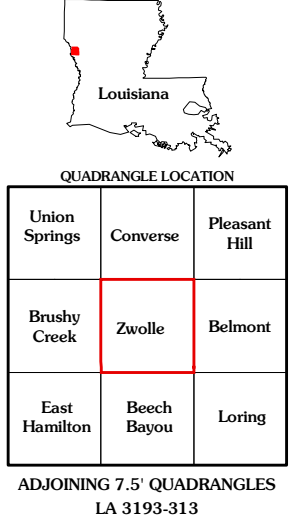 Louisiana
QUADRANGLE LOCATION
Union
Springs
Converse
Pleasant
Hill
Brushy
Creek
Zwolle
Belmont
East
Hamilton
Beech
Bayou
Loring
ADJOINING 7.5' QUADRANGLES
LA 3193-313